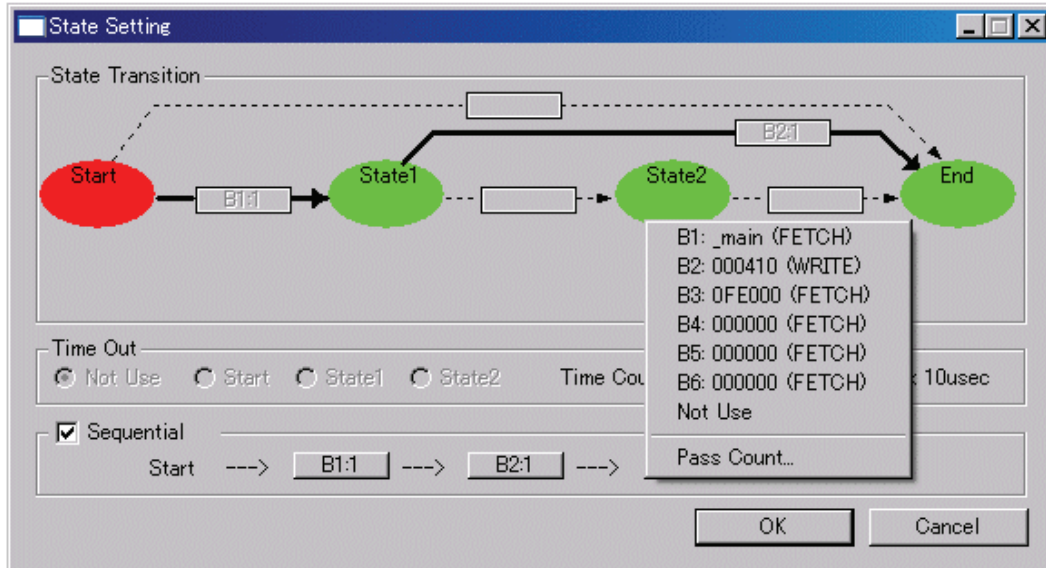 State Setting
State Transition
B2:1
Start
State1
State2
End
B1:1
B1: _main (FETCH)
B2: 000410 (WRITE)
B3: 0FE000 (FETCH)
B4: 000000 (FETCH)
B5: 000000 (FETCH)
B6: 000000 (FETCH)
Not Use
Pass Count...
Time Out
Not Use Start State1 State2 10usec
Sequential
Start ---> B1:1 ---> B2:1 --->
OK Cancel